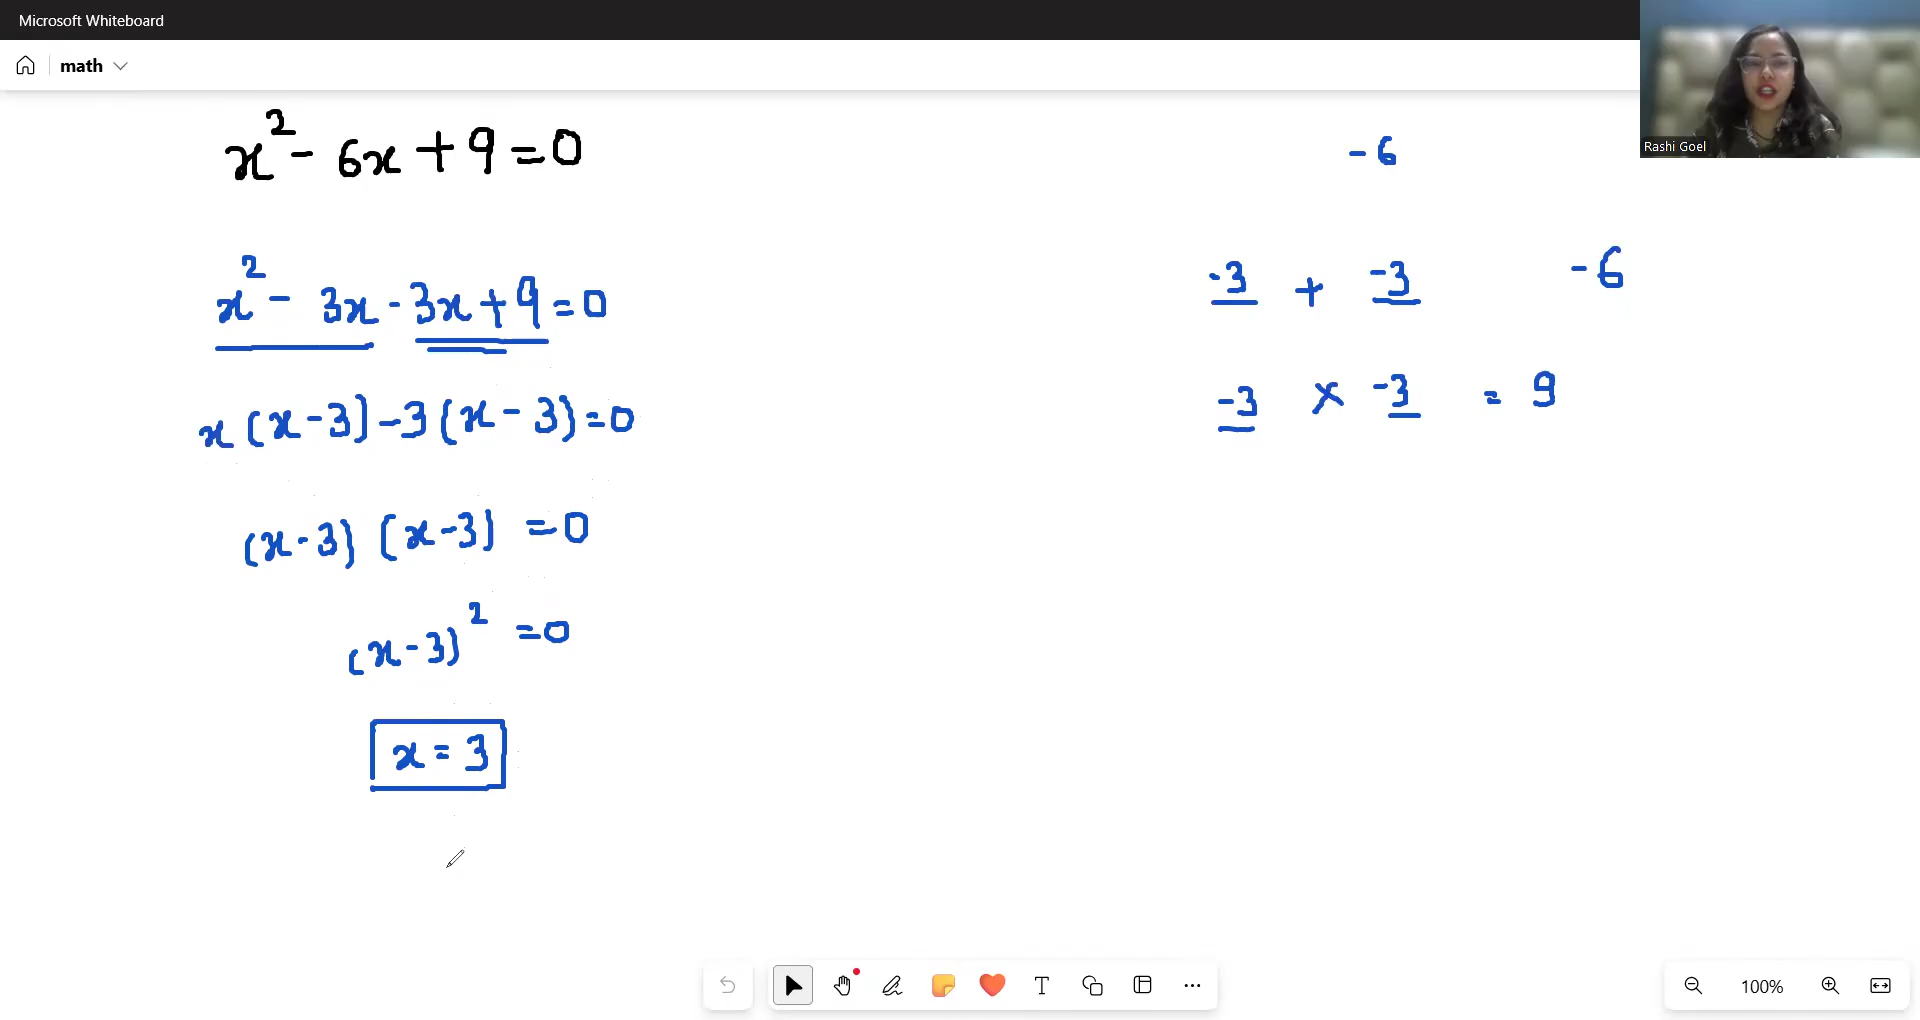 Microsoft Whiteboard
math
Rashi Goel
x² - 6x + 9 = 0
x² - 3x - 3x + 9 = 0
x (x - 3) - 3 (x - 3) = 0
(x - 3) (x - 3) = 0
(x - 3)² = 0
x = 3
-6
-3 + -3 -6
-3 × -3 = 9
T
100%